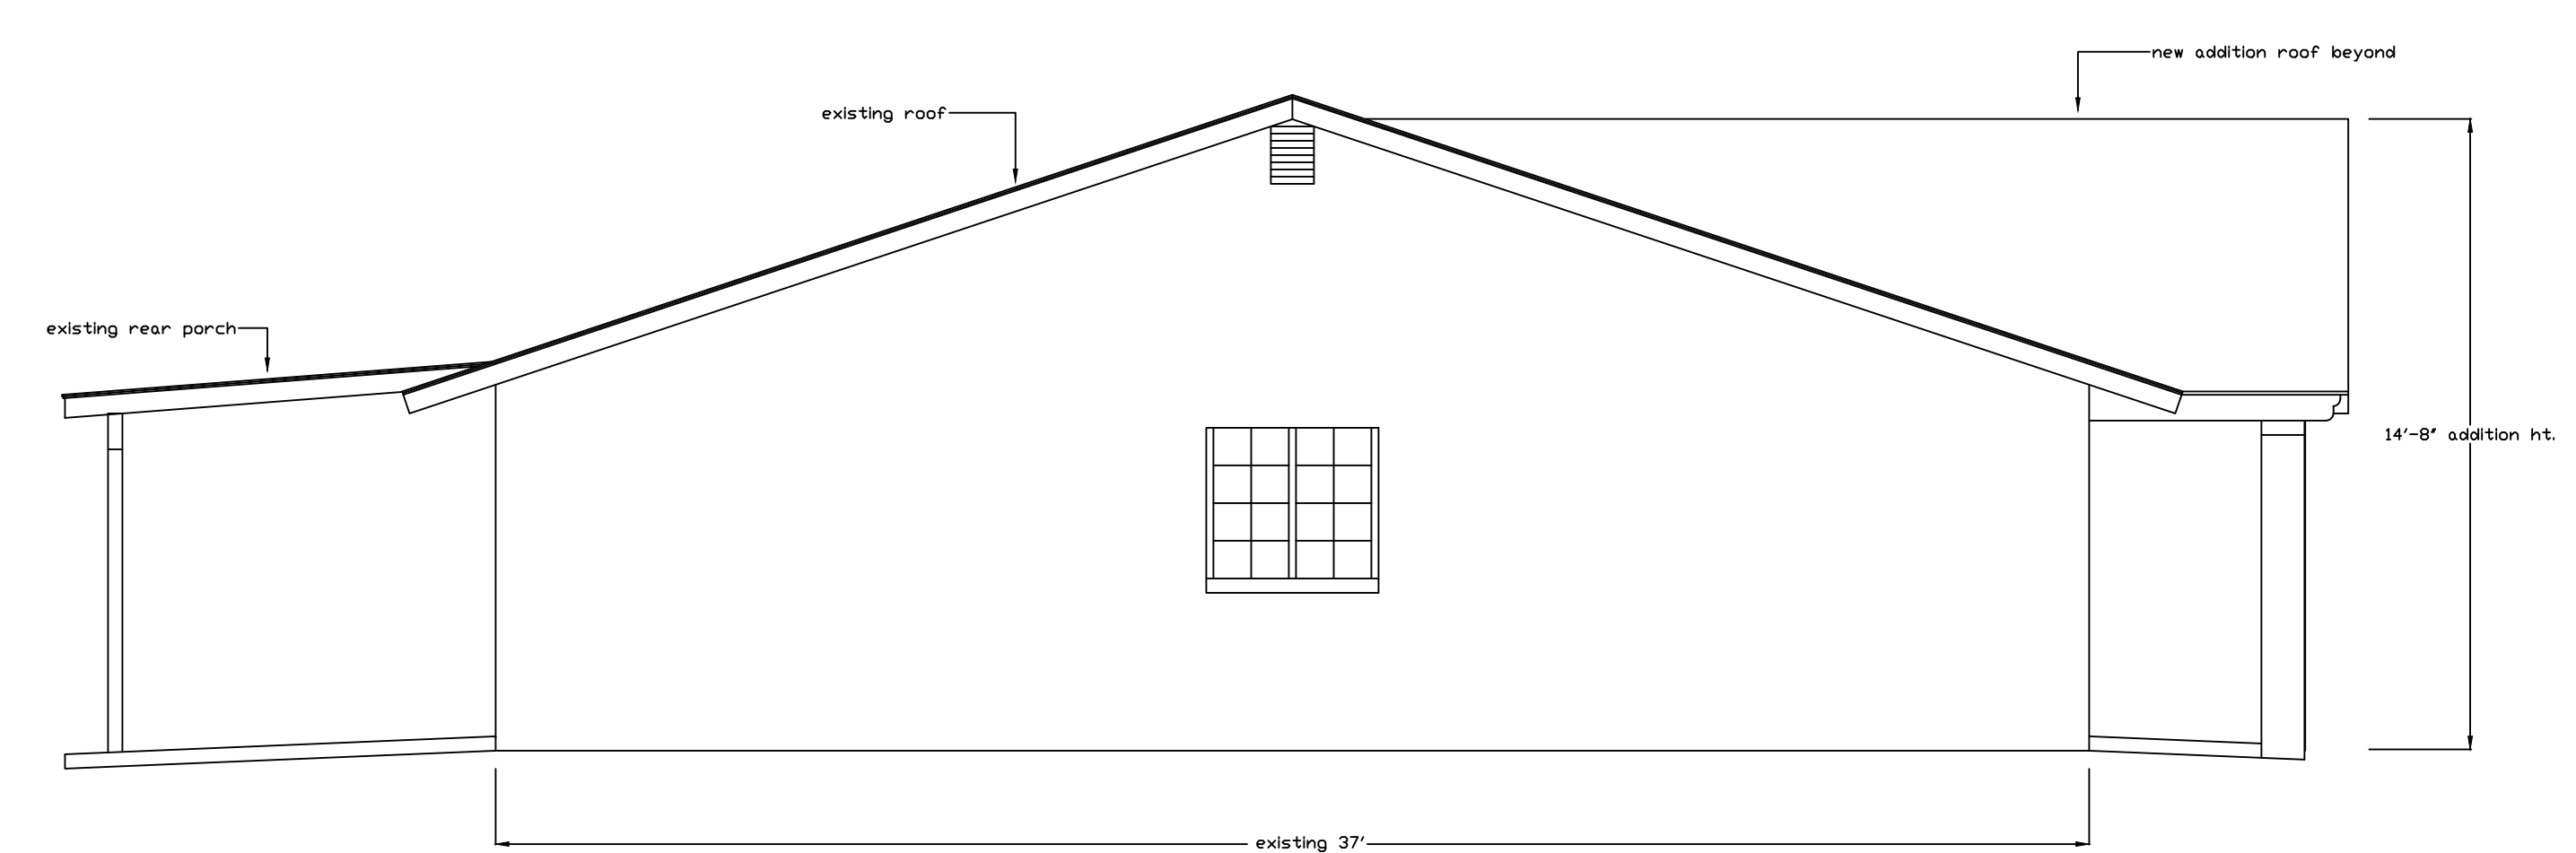 new addition roof beyond
existing roof
existing rear porch
14'-8" addition ht.
existing 37'